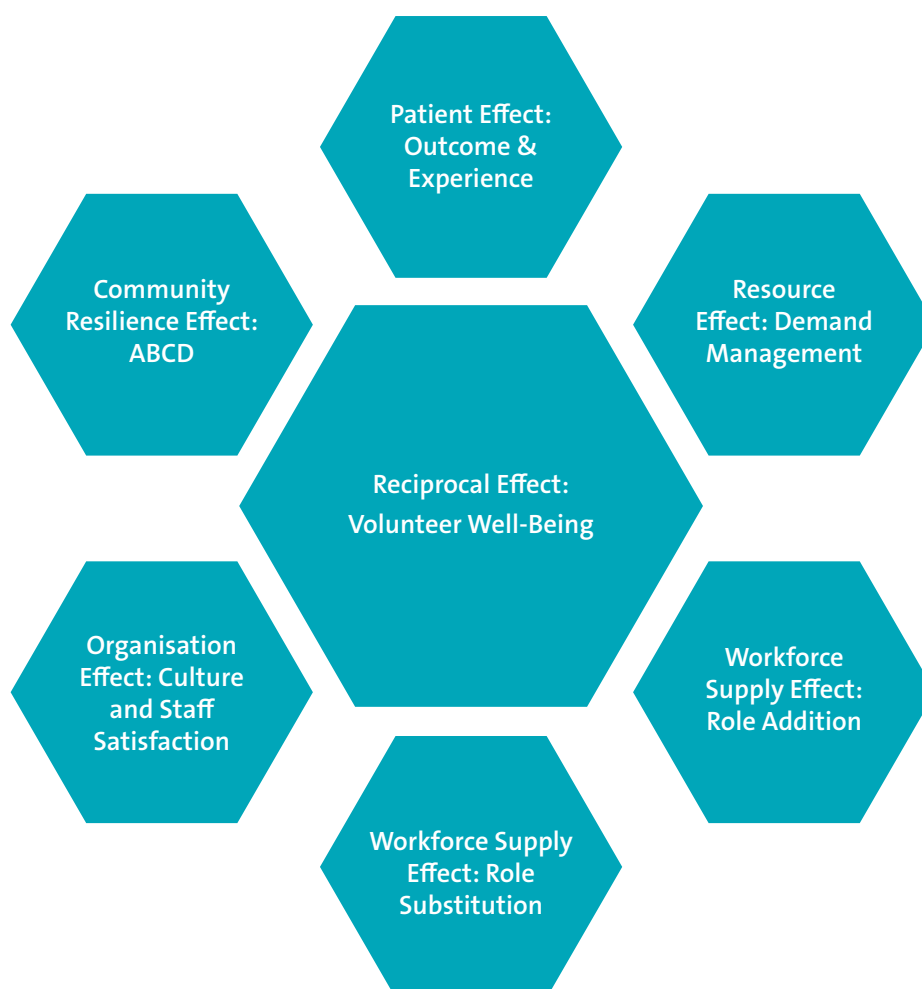 Patient Effect:
Outcome &
Experience
Community
Resilience Effect:
ABCD
Resource
Effect: Demand
Management
Reciprocal Effect:
Volunteer Well-Being
Organisation
Effect: Culture
and Staff
Satisfaction
Workforce
Supply Effect:
Role Addition
Workforce Supply
Effect: Role
Substitution